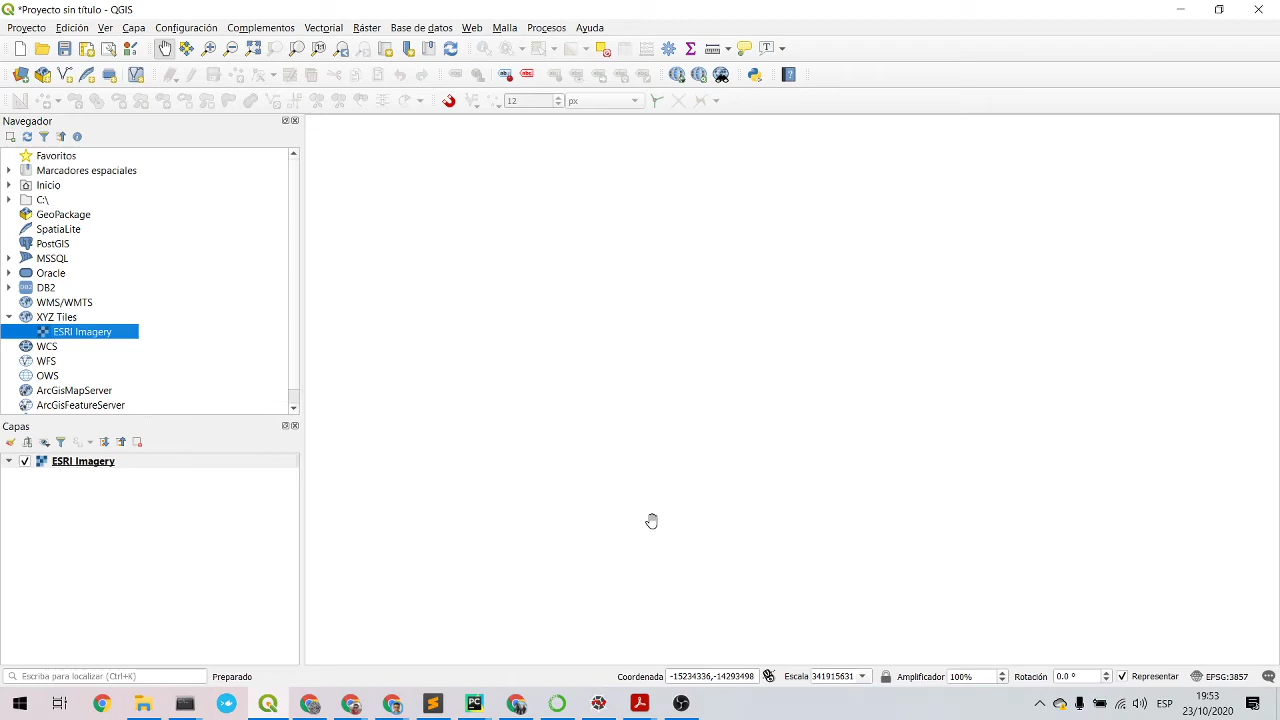 *Proyecto sin título - QGIS
Proyecto Edición Ver Capa Configuración Complementos Vectorial Ráster Base de datos Web Malla Procesos Ayuda
12 px
Navegador
Favoritos
Marcadores espaciales
Inicio
C:\
GeoPackage
SpatiaLite
PostGIS
MSSQL
Oracle
DB2
WMS/WMTS
XYZ Tiles
ESRI Imagery
WCS
WFS
OWS
ArcGisMapServer
ArcGisFeatureServer
Capas
ESRI Imagery
Escriba para localizar (Ctrl+K) Preparado Coordenada -15234336,-14293498 Escala 341915631 Amplificador 100% Rotación 0.0 ° Representar EPSG:3857
ESP
19:53
23/10/2020